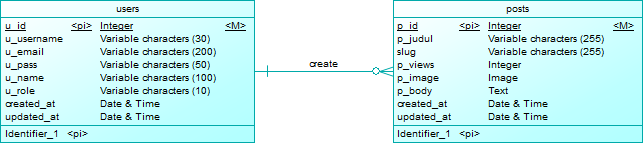 users
u_id <pi> Integer <M>
u_username Variable characters (30)
u_email Variable characters (200)
u_pass Variable characters (50)
u_name Variable characters (100)
u_role Variable characters (10)
created_at Date & Time
updated_at Date & Time
Identifier_1 <pi>
create
posts
p_id <pi> Integer <M>
p_judul Variable characters (255)
slug Variable characters (255)
p_views Integer
p_image Image
p_body Text
created_at Date & Time
updated_at Date & Time
Identifier_1 <pi>